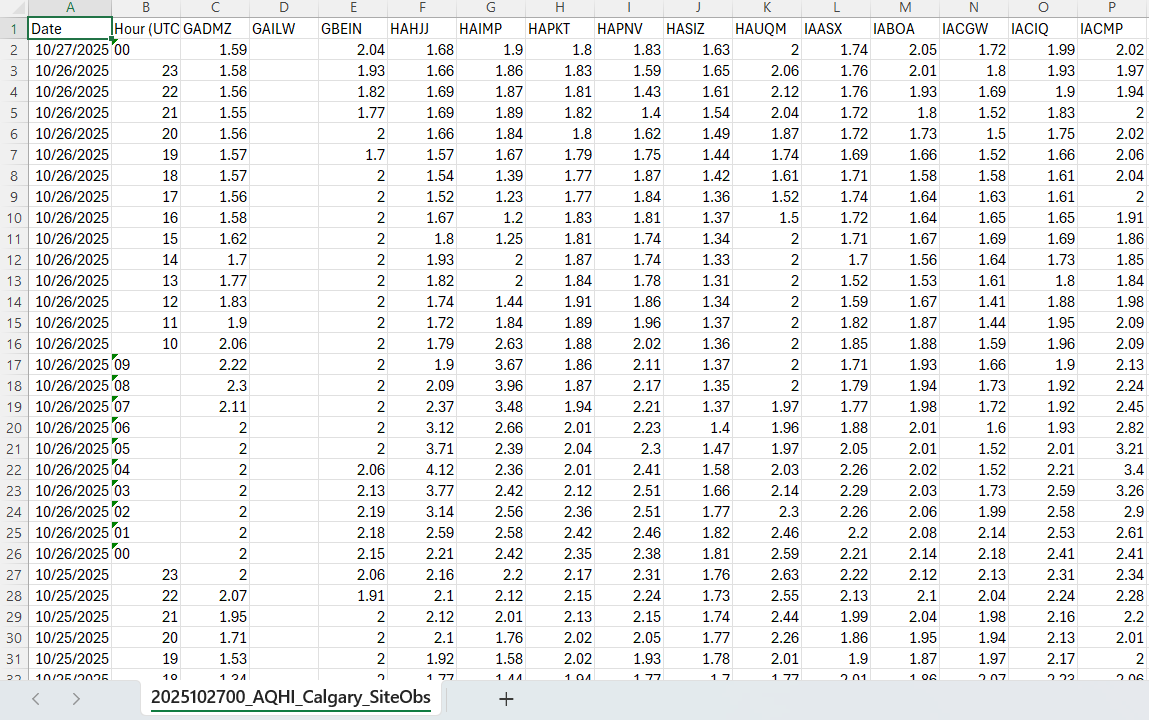 A B C D E F G H I J K L M N O P
1 Date Hour (UTC GADMZ GAILW GBEIN HAHJJ HAIMP HAPKT HAPNV HASIZ HAUQM IAASX IABOA IACGW IACIQ IACMP
2 10/27/2025 00 1.59 2.04 1.68 1.9 1.8 1.83 1.63 2 1.74 2.05 1.72 1.99 2.02
3 10/26/2025 23 1.58 1.93 1.66 1.86 1.83 1.59 1.65 2.06 1.76 2.01 1.8 1.93 1.97
4 10/26/2025 22 1.56 1.82 1.69 1.87 1.81 1.43 1.61 2.12 1.76 1.93 1.69 1.9 1.94
5 10/26/2025 21 1.55 1.77 1.69 1.89 1.82 1.4 1.54 2.04 1.72 1.8 1.52 1.83 2
6 10/26/2025 20 1.56 2 1.66 1.84 1.8 1.62 1.49 1.87 1.72 1.73 1.5 1.75 2.02
7 10/26/2025 19 1.57 1.7 1.57 1.67 1.79 1.75 1.44 1.74 1.69 1.66 1.52 1.66 2.06
8 10/26/2025 18 1.57 2 1.54 1.39 1.77 1.87 1.42 1.61 1.71 1.58 1.58 1.61 2.04
9 10/26/2025 17 1.56 2 1.52 1.23 1.77 1.84 1.36 1.52 1.74 1.64 1.63 1.61 2
10 10/26/2025 16 1.58 2 1.67 1.2 1.83 1.81 1.37 1.5 1.72 1.64 1.65 1.65 1.91
11 10/26/2025 15 1.62 2 1.8 1.25 1.81 1.74 1.34 2 1.71 1.67 1.69 1.69 1.86
12 10/26/2025 14 1.7 2 1.93 2 1.87 1.74 1.33 2 1.7 1.56 1.64 1.73 1.85
13 10/26/2025 13 1.77 2 1.82 2 1.84 1.78 1.31 2 1.52 1.53 1.61 1.8 1.84
14 10/26/2025 12 1.83 2 1.74 1.44 1.91 1.86 1.34 2 1.59 1.67 1.41 1.88 1.98
15 10/26/2025 11 1.9 2 1.72 1.84 1.89 1.96 1.37 2 1.82 1.87 1.44 1.95 2.09
16 10/26/2025 10 2.06 2 1.79 2.63 1.88 2.02 1.36 2 1.85 1.88 1.59 1.96 2.09
17 10/26/2025 09 2.22 2 1.9 3.67 1.86 2.11 1.37 2 1.71 1.93 1.66 1.9 2.13
18 10/26/2025 08 2.3 2 2.09 3.96 1.87 2.17 1.35 2 1.79 1.94 1.73 1.92 2.24
19 10/26/2025 07 2.11 2 2.37 3.48 1.94 2.21 1.37 1.97 1.77 1.98 1.72 1.92 2.45
20 10/26/2025 06 2 2 3.12 2.66 2.01 2.23 1.4 1.96 1.88 2.01 1.6 1.93 2.82
21 10/26/2025 05 2 2 3.71 2.39 2.04 2.3 1.47 1.97 2.05 2.01 1.52 2.01 3.21
22 10/26/2025 04 2 2.06 4.12 2.36 2.01 2.41 1.58 2.03 2.26 2.02 1.52 2.21 3.4
23 10/26/2025 03 2 2.13 3.77 2.42 2.12 2.51 1.66 2.14 2.29 2.03 1.73 2.59 3.26
24 10/26/2025 02 2 2.19 3.14 2.56 2.36 2.51 1.77 2.3 2.26 2.06 1.99 2.58 2.9
25 10/26/2025 01 2 2.18 2.59 2.58 2.42 2.46 1.82 2.46 2.2 2.08 2.14 2.53 2.61
26 10/26/2025 00 2 2.15 2.21 2.42 2.35 2.38 1.81 2.59 2.21 2.14 2.18 2.41 2.41
27 10/25/2025 23 2 2.06 2.16 2.2 2.17 2.31 1.76 2.63 2.22 2.12 2.13 2.31 2.34
28 10/25/2025 22 2.07 1.91 2.1 2.12 2.15 2.24 1.73 2.55 2.13 2.1 2.04 2.24 2.28
29 10/25/2025 21 1.95 2 2.12 2.01 2.13 2.15 1.74 2.44 1.99 2.04 1.98 2.16 2.2
30 10/25/2025 20 1.71 2 2.1 1.76 2.02 2.05 1.77 2.26 1.86 1.95 1.94 2.13 2.01
31 10/25/2025 19 1.53 2 1.92 1.58 2.02 1.93 1.78 2.01 1.9 1.87 1.97 2.17 2
32 10/25/2025 18 1.34 2 1.77 1.44 1.94 1.77 1.7 1.77 2.01 1.86 2.07 2.23 2.06
2025102700_AQHI_Calgary_SiteObs